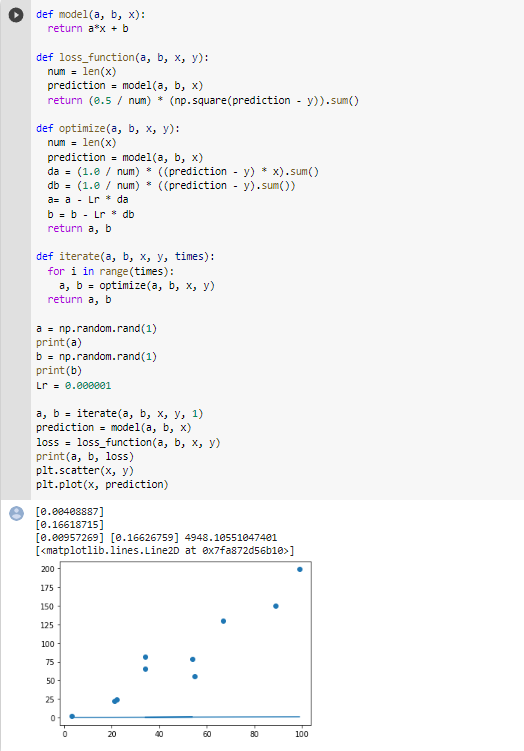 def model(a, b, x):
  return a*x + b
def loss_function(a, b, x, y):
  num = len(x)
  prediction = model(a, b, x)
  return (0.5 / num) * (np.square(prediction - y)).sum()
def optimize(a, b, x, y):
  num = len(x)
  prediction = model(a, b, x)
  da = (1.0 / num) * ((prediction - y) * x).sum()
  db = (1.0 / num) * ((prediction - y).sum())
  a= a - Lr * da
  b = b - Lr * db
  return a, b
def iterate(a, b, x, y, times):
  for i in range(times):
    a, b = optimize(a, b, x, y)
  return a, b
a = np.random.rand(1)
print(a)
b = np.random.rand(1)
print(b)
Lr = 0.000001
a, b = iterate(a, b, x, y, 1)
prediction = model(a, b, x)
loss = loss_function(a, b, x, y)
print(a, b, loss)
plt.scatter(x, y)
plt.plot(x, prediction)
[0.00408887]
[0.16618715]
[0.00957269] [0.16626759] 4948.10551047401
[<matplotlib.lines.Line2D at 0x7fa872d56b10>]
200
175
150
125
100
75
50
25
0
0 20 40 60 80 100